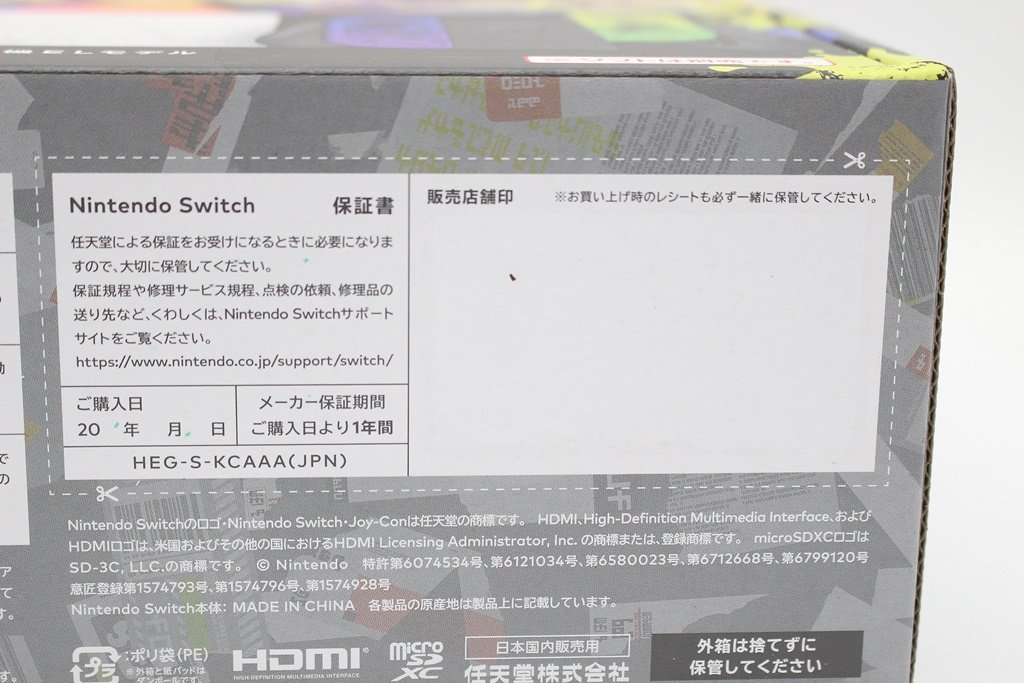 Nintendo Switch 保証書
任天堂による保証をお受けになるときに必要になりま
すので、大切に保管してください。
保証規程や修理サービス規程、点検の依頼、修理品の
送り先など、くわしくは、Nintendo Switchサポート
サイトをご覧ください。
https://www.nintendo.co.jp/support/switch/
ご購入日
20 年 月 日
メーカー保証期間
ご購入日より1年間
HEG-S-KCAAA(JPN)
販売店舗印 ※お買い上げ時のレシートも必ず一緒に保管してください。
Nintendo Switchのロゴ・Nintendo Switch・Joy-Conは任天堂の商標です。 HDMI、High-Definition Multimedia Interface、および
HDMIロゴは、米国およびその他の国におけるHDMI Licensing Administrator, Inc. の商標または、登録商標です。 microSDXCロゴは
SD-3C, LLC.の商標です。 © Nintendo 特許第6074534号、第6121034号、第6580023号、第6712668号、第6799120号
意匠登録第1574793号、第1574796号、第1574928号
Nintendo Switch本体: MADE IN CHINA 各製品の原産地は製品上に記載しています。
プラ
:ポリ袋(PE)
※外箱と紙パッドは
ダンボールです。
HDMI
HIGH-DEFINITION MULTIMEDIA INTERFACE
micro
SD
XC
日本国内販売用
任天堂株式会社
外箱は捨てずに
保管してください